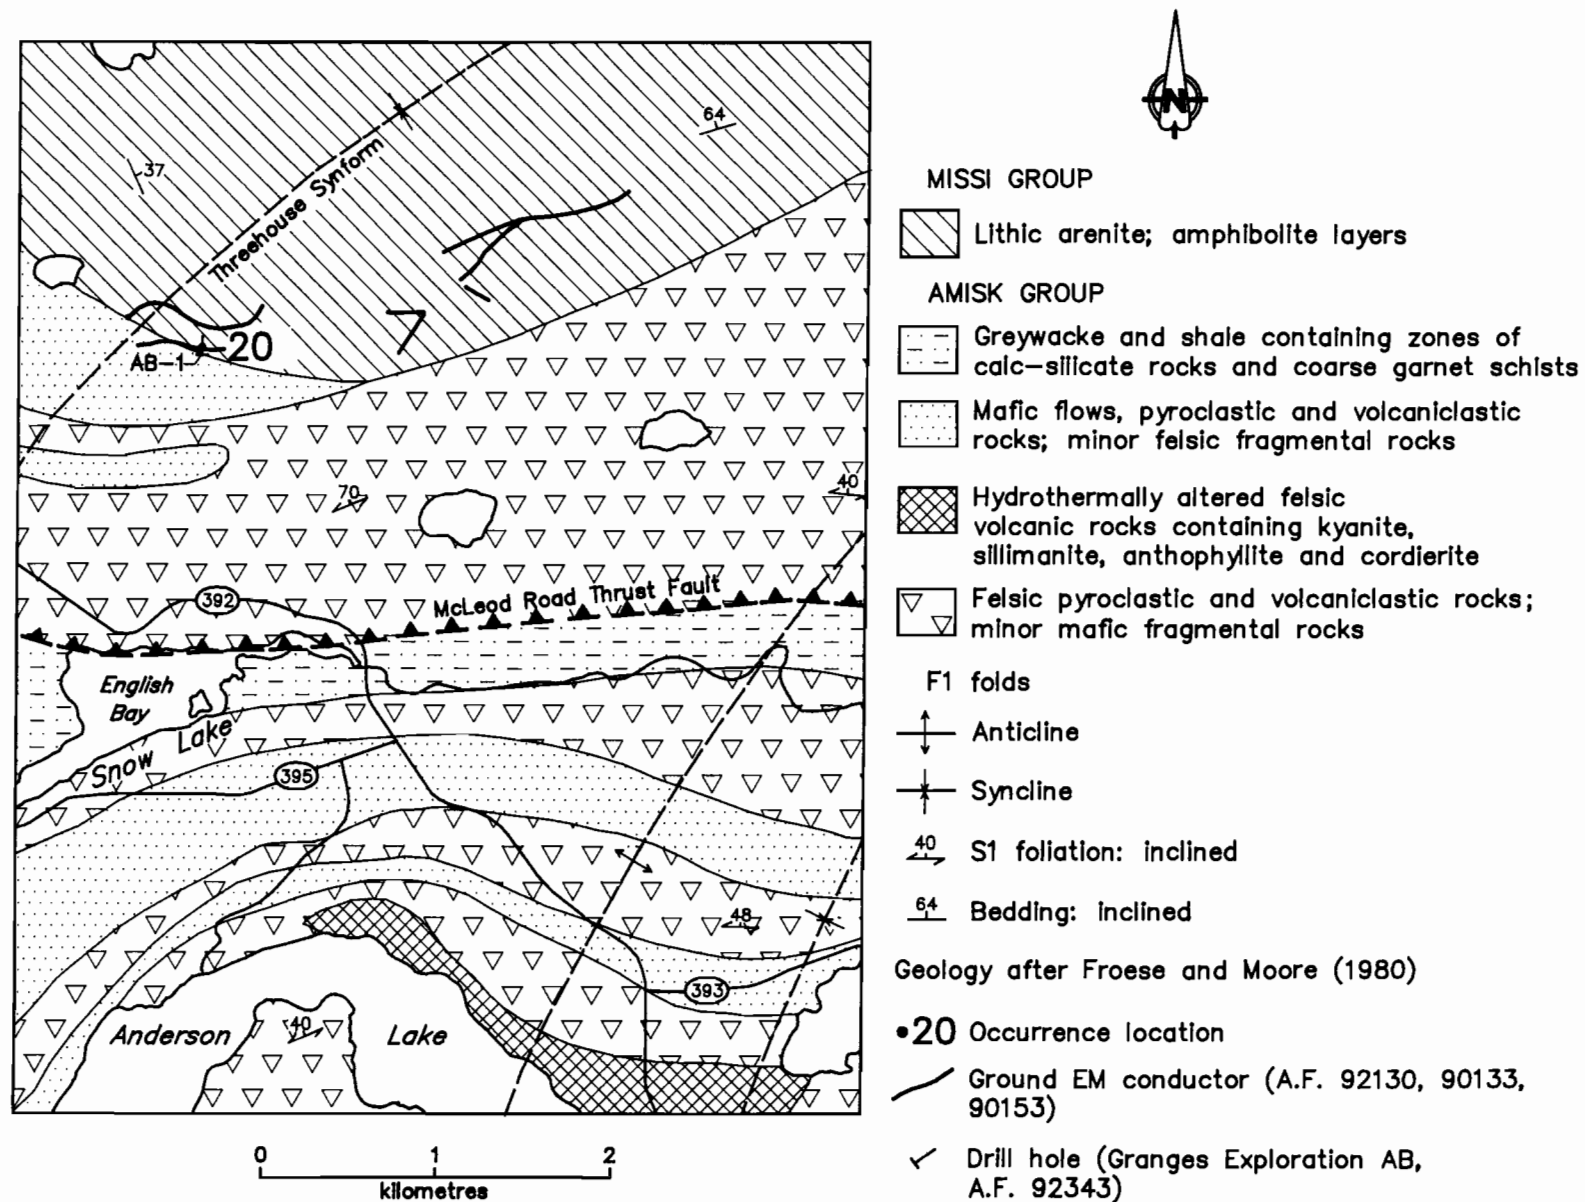 N
64
37
Threehouse Synform
20
AB-1
70
40
392
McLeod Road Thrust Fault
English
Bay
Snow Lake
395
48
393
40
Anderson Lake
0 1 2
kilometres
MISSI GROUP
Lithic arenite; amphibolite layers
AMISK GROUP
Greywacke and shale containing zones of
calc-silicate rocks and coarse garnet schists
Mafic flows, pyroclastic and volcaniclastic
rocks; minor felsic fragmental rocks
Hydrothermally altered felsic
volcanic rocks containing kyanite,
sillimanite, anthophyllite and cordierite
Felsic pyroclastic and volcaniclastic rocks;
minor mafic fragmental rocks
F1 folds
Anticline
Syncline
40 S1 foliation: inclined
64 Bedding: inclined
Geology after Froese and Moore (1980)
•20 Occurrence location
Ground EM conductor (A.F. 92130, 90133,
90153)
Drill hole (Granges Exploration AB,
A.F. 92343)